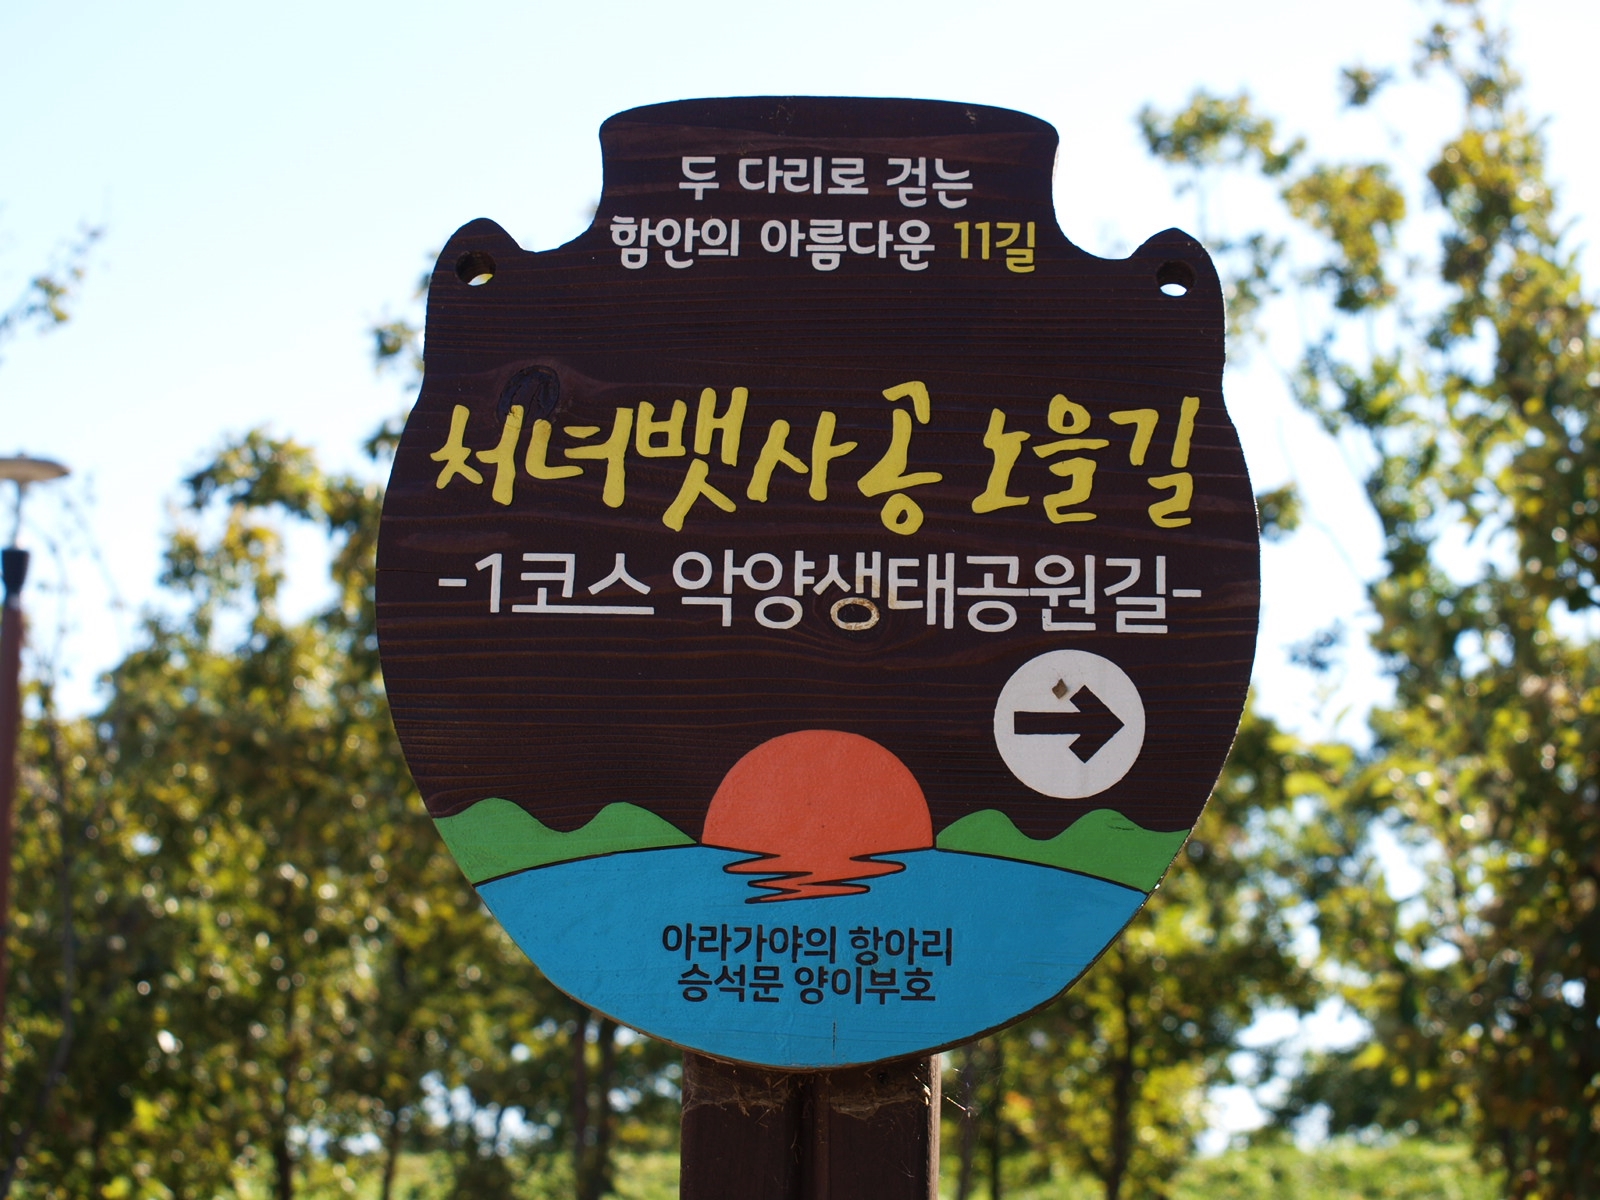 두 다리로 걷는
함안의 아름다운 11길
처녀뱃사공 노을길
-1코스 악양생태공원길-
아라가야의 항아리
승석문 양이부호